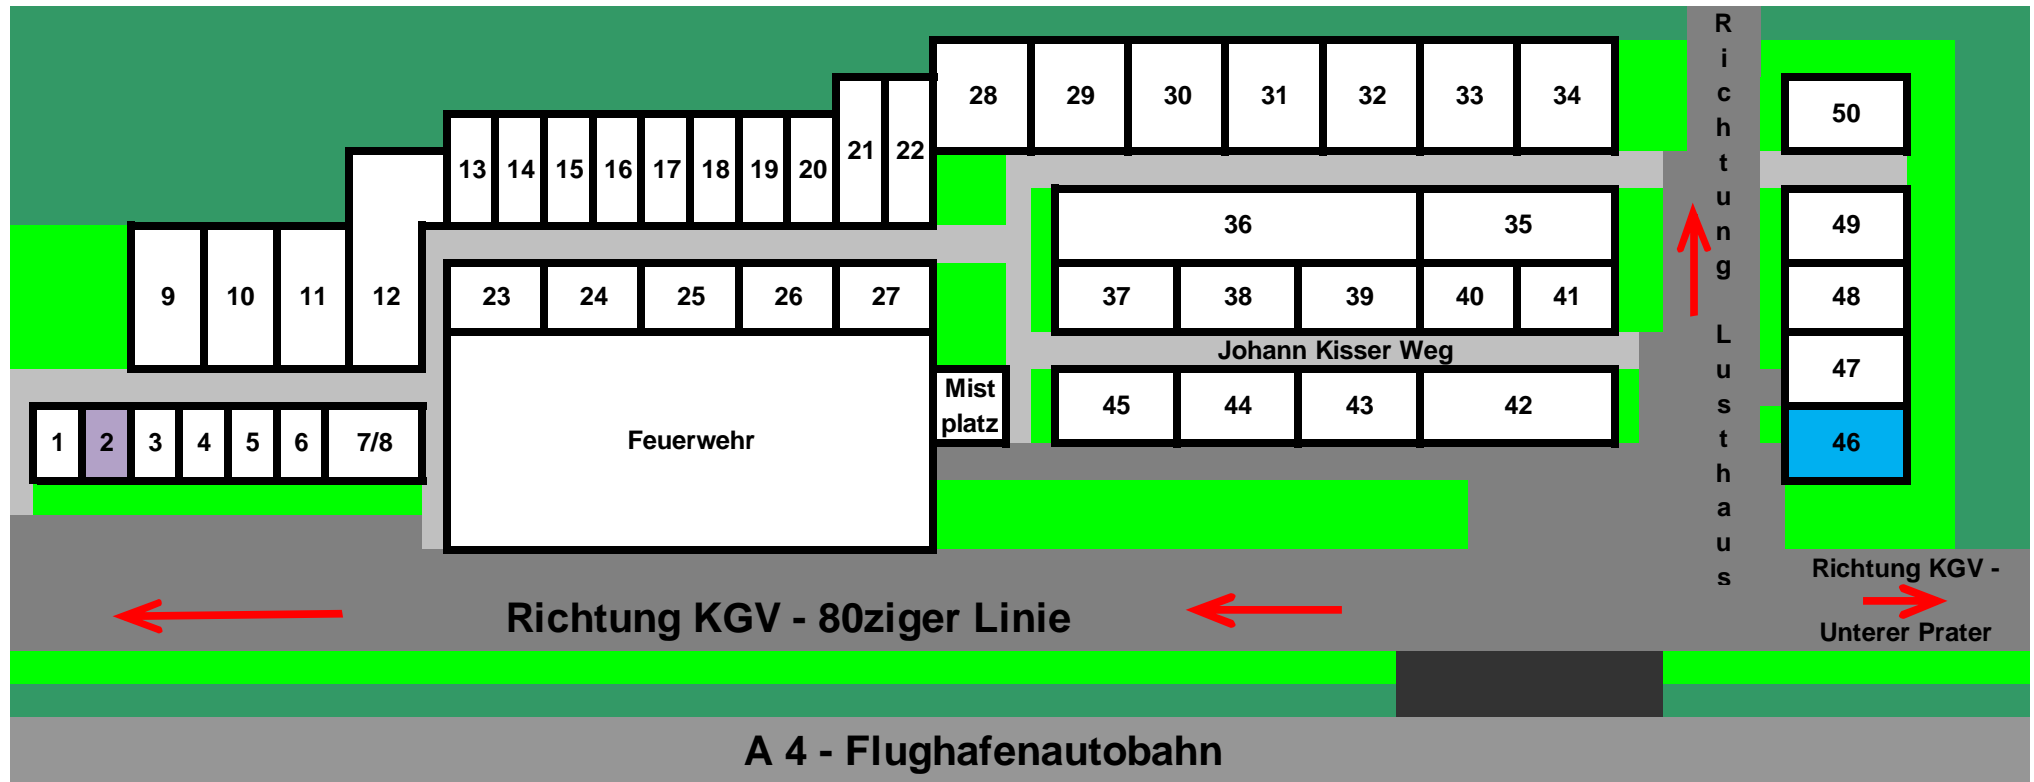 28 29 30 31 32 33 34
50
13 14 15 16 17 18 19 20 21 22
36 35
49
9 10 11 12
23 24 25 26 27
37 38 39 40 41
48
Johann Kisser Weg
47
Mist
platz
45 44 43 42
1 2 3 4 5 6 7/8
Feuerwehr
46
Richtung Lusthaus
Richtung KGV - 80ziger Linie
Richtung KGV -
Unterer Prater
A 4 - Flughafenautobahn